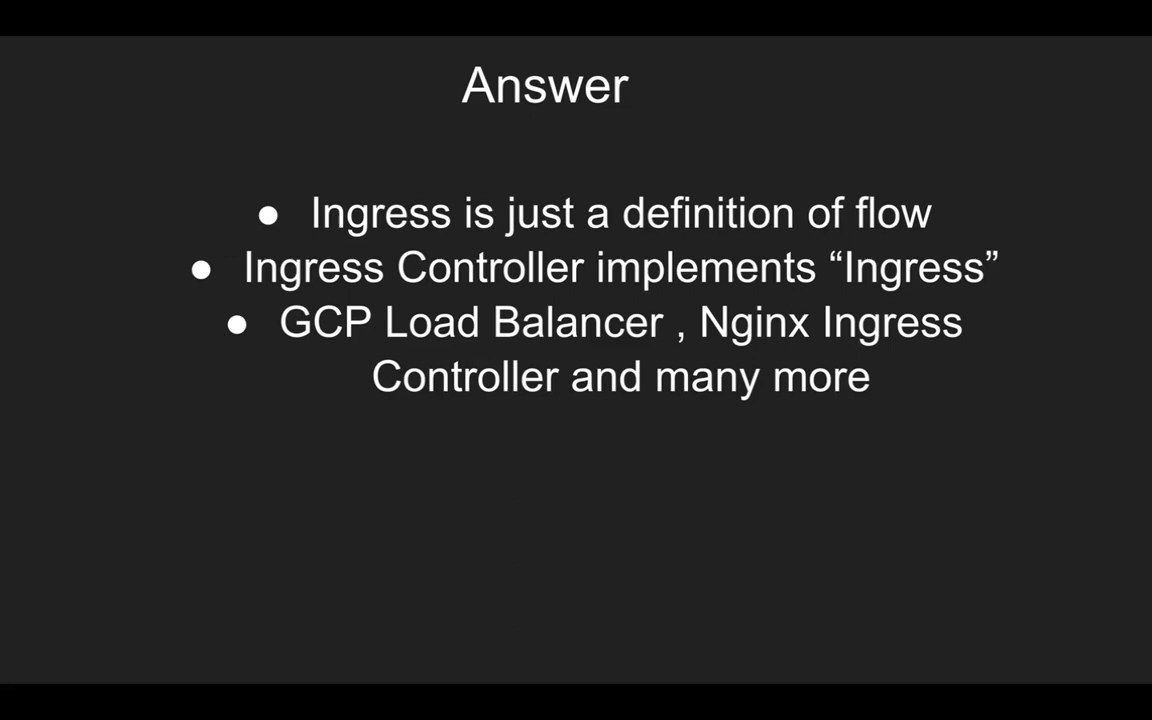 Answer
● Ingress is just a definition of flow
● Ingress Controller implements “Ingress”
● GCP Load Balancer , Nginx Ingress
Controller and many more